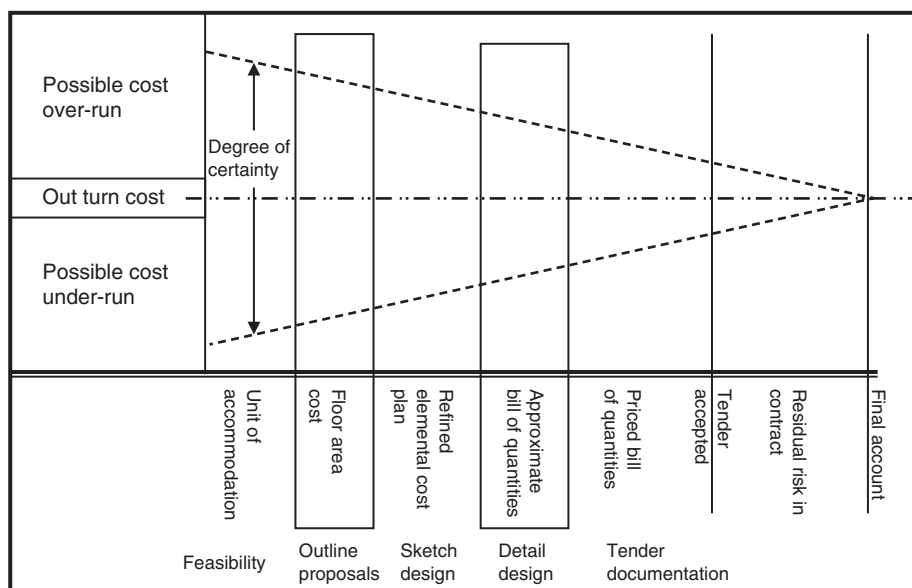 Possible cost
over-run
Degree of
certainty
Out turn cost
Possible cost
under-run
Unit of
accommodation
Floor area
cost
Refined
elemental cost
plan
Approximate
bill of quantities
Priced bill
of quantities
Tender
accepted
Residual risk in
contract
Final account
Feasibility
Outline
proposals
Sketch
design
Detail
design
Tender
documentation